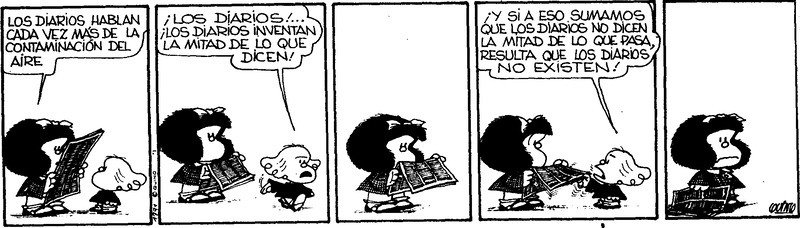 LOS DIARIOS HABLAN
CADA VEZ MÁS DE LA
CONTAMINACIÓN DEL
AIRE
¡LOS DIARIOS!...
¡LOS DIARIOS INVENTAN
LA MITAD DE LO QUE
DICEN!
¡Y SI A ESO SUMAMOS
QUE LOS DIARIOS NO DICEN
LA MITAD DE LO QUE PASA,
RESULTA QUE LOS DIARIOS
NO EXISTEN!